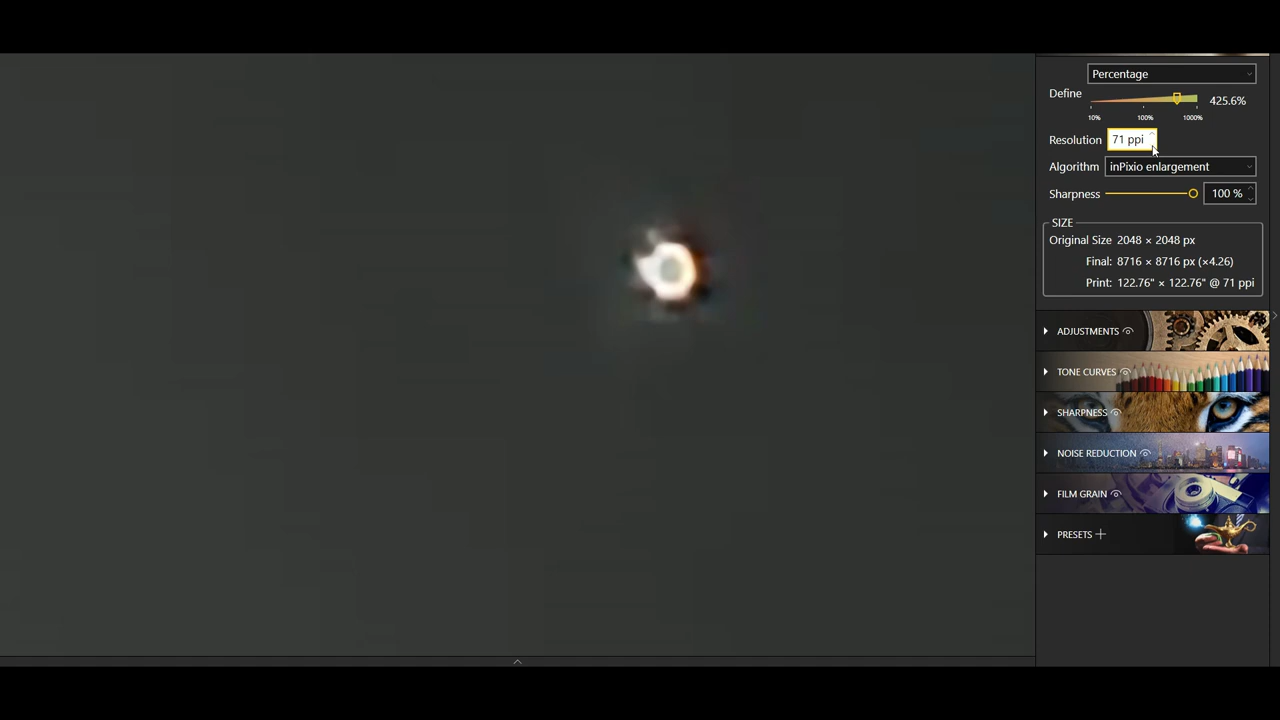 Percentage
Define
425.6%
10% 100% 1000%
Resolution 71 ppi
Algorithm inPixio enlargement
Sharpness 100 %
SIZE
Original Size 2048 × 2048 px
Final: 8716 × 8716 px (×4.26)
Print: 122.76" × 122.76" @ 71 ppi
ADJUSTMENTS
TONE CURVES
SHARPNESS
NOISE REDUCTION
FILM GRAIN
PRESETS